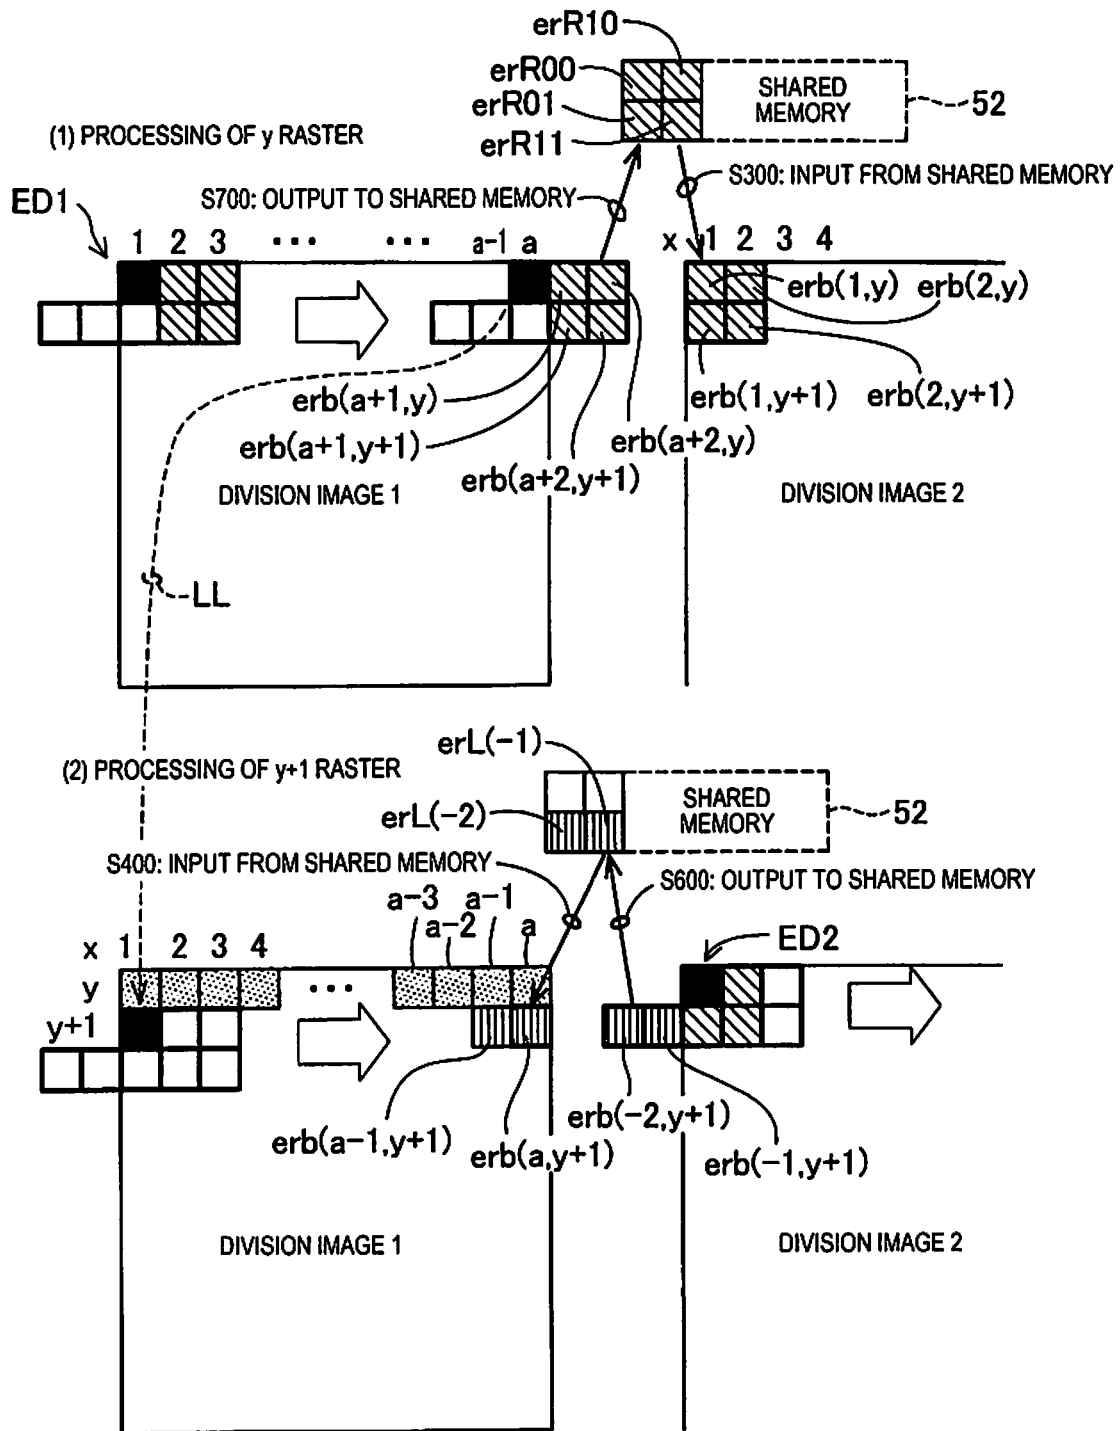 erR10
erR00
erR01
erR11
SHARED
MEMORY
52
(1) PROCESSING OF y RASTER
S700: OUTPUT TO SHARED MEMORY
S300: INPUT FROM SHARED MEMORY
ED1
1 2 3 ... ... a-1 a x 1 2 3 4
erb(1,y) erb(2,y)
erb(a+1,y)
erb(1,y+1) erb(2,y+1)
erb(a+1,y+1)
erb(a+2,y)
erb(a+2,y+1)
DIVISION IMAGE 1
DIVISION IMAGE 2
LL
erL(-1)
(2) PROCESSING OF y+1 RASTER
erL(-2)
SHARED
MEMORY
52
S400: INPUT FROM SHARED MEMORY
S600: OUTPUT TO SHARED MEMORY
a-3 a-1
a-2 a
ED2
x 1 2 3 4
y ...
y+1
erb(a-1,y+1)
erb(a,y+1)
erb(-2,y+1)
erb(-1,y+1)
DIVISION IMAGE 1
DIVISION IMAGE 2